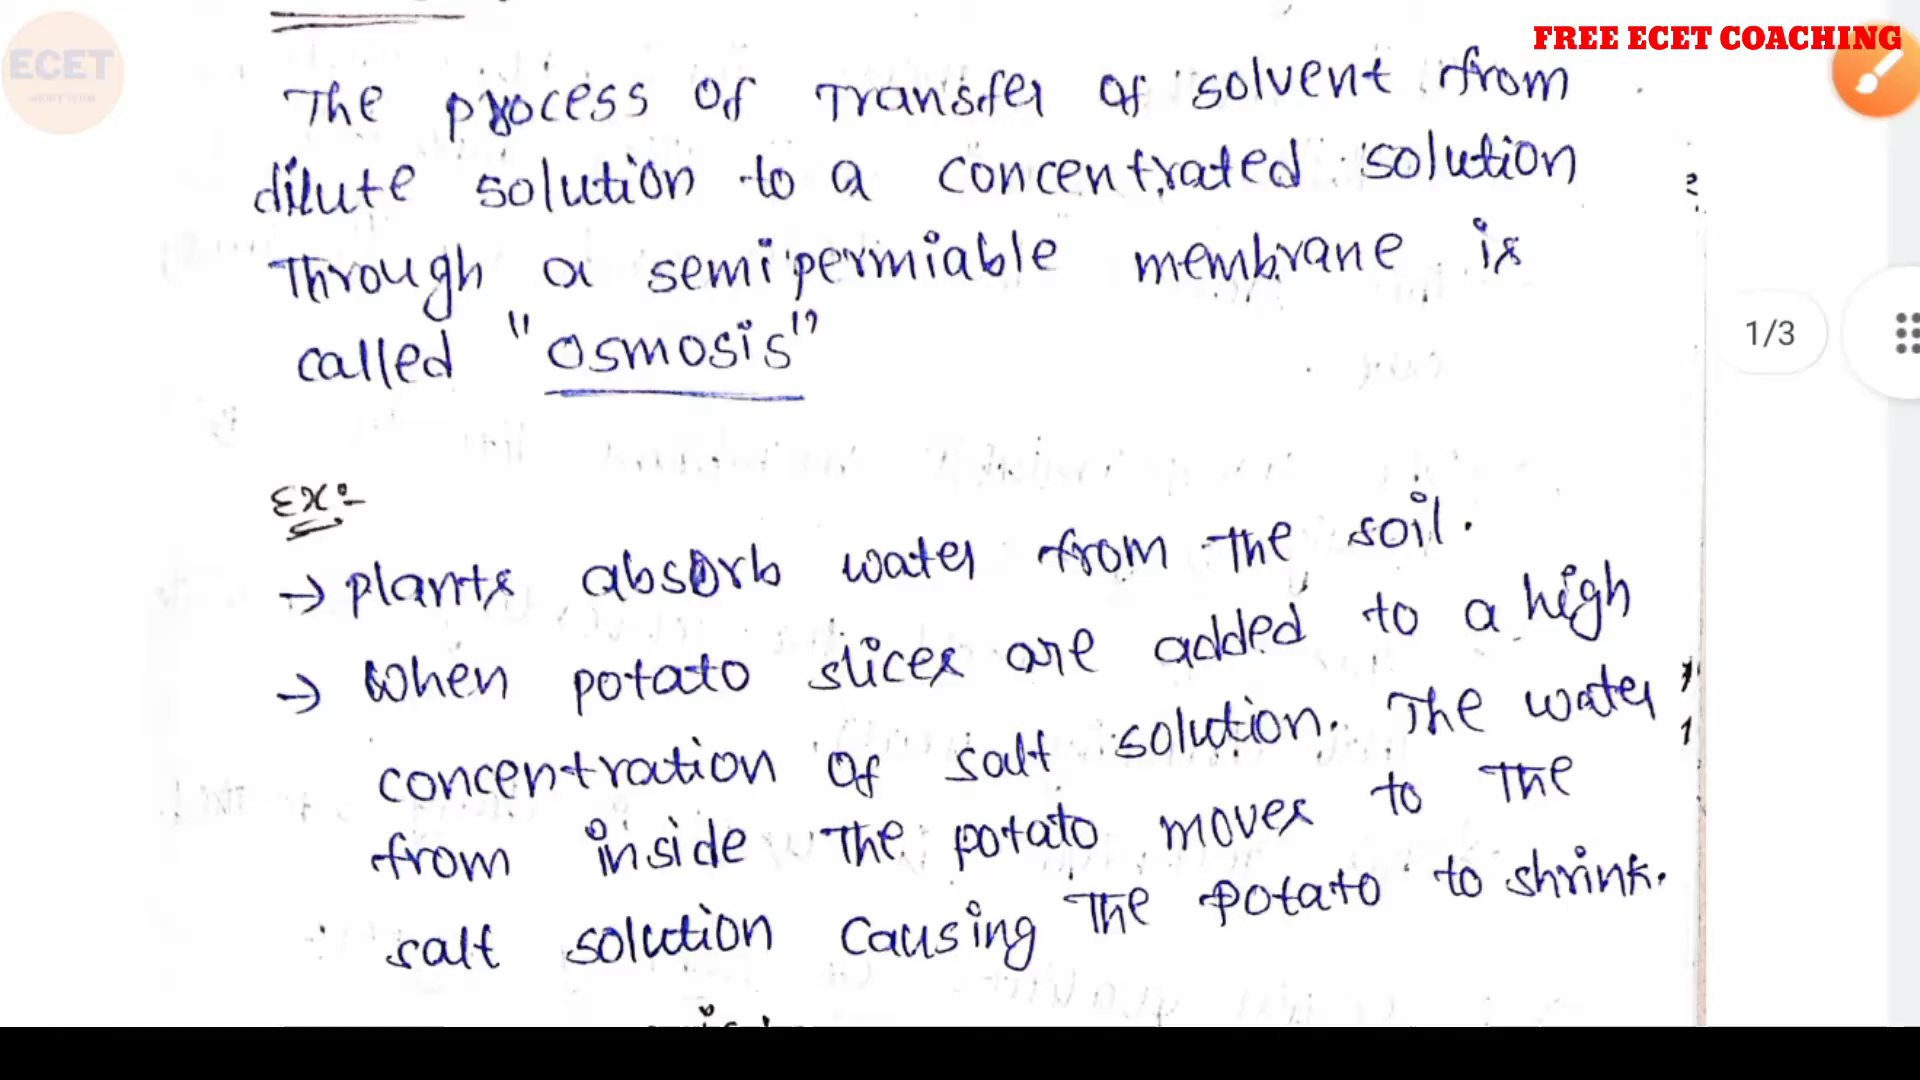 FREE ECET COACHING
ECET
The process of Transfer of solvent from
dilute solution to a concentrated solution
Through a semipermiable membrane is
called "osmosis"
1/3
Ex:-
→ plants absorb water from the soil.
→ When potato slices are added to a high
concentration of salt solution. The water
from inside the potato moves to the
salt solution causing the potato to shrink.